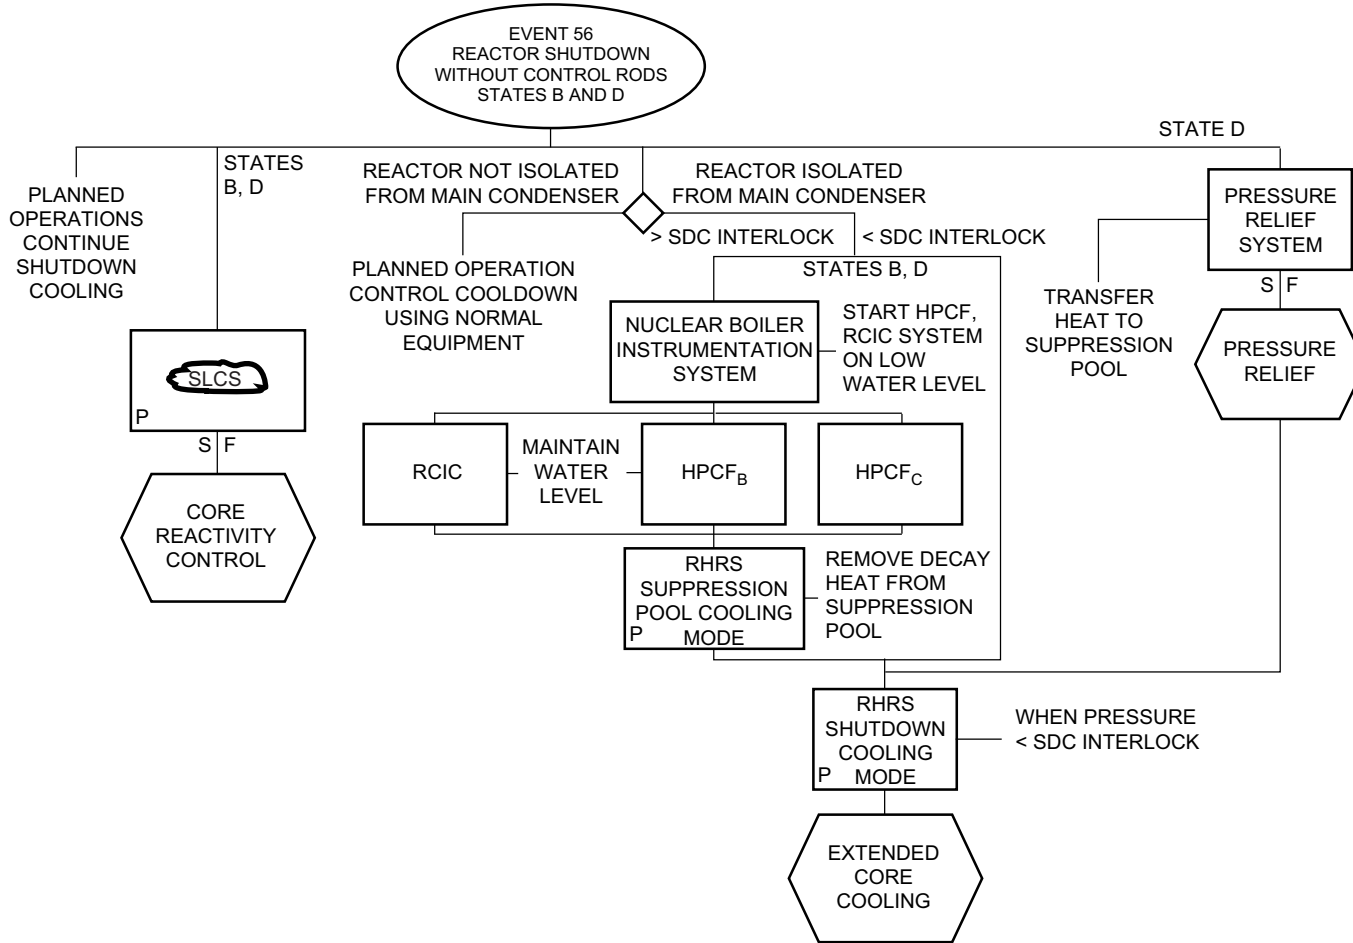 EVENT 56
REACTOR SHUTDOWN
WITHOUT CONTROL RODS
STATES B AND D
STATE D
STATES
B, D
REACTOR NOT ISOLATED
FROM MAIN CONDENSER
REACTOR ISOLATED
FROM MAIN CONDENSER
PLANNED
OPERATIONS
CONTINUE
SHUTDOWN
COOLING
> SDC INTERLOCK
< SDC INTERLOCK
STATES B, D
PRESSURE
RELIEF
SYSTEM
S F
PLANNED OPERATION
CONTROL COOLDOWN
USING NORMAL
EQUIPMENT
NUCLEAR BOILER
INSTRUMENTATION
SYSTEM
START HPCF,
RCIC SYSTEM
ON LOW
WATER LEVEL
TRANSFER
HEAT TO
SUPPRESSION
POOL
PRESSURE
RELIEF
SLCS
P
S F
CORE
REACTIVITY
CONTROL
RCIC
MAINTAIN
WATER
LEVEL
HPCFB
HPCFC
RHRS
SUPPRESSION
POOL COOLING
MODE
P
REMOVE DECAY
HEAT FROM
SUPPRESSION
POOL
RHRS
SHUTDOWN
COOLING
MODE
P
WHEN PRESSURE
< SDC INTERLOCK
EXTENDED
CORE
COOLING